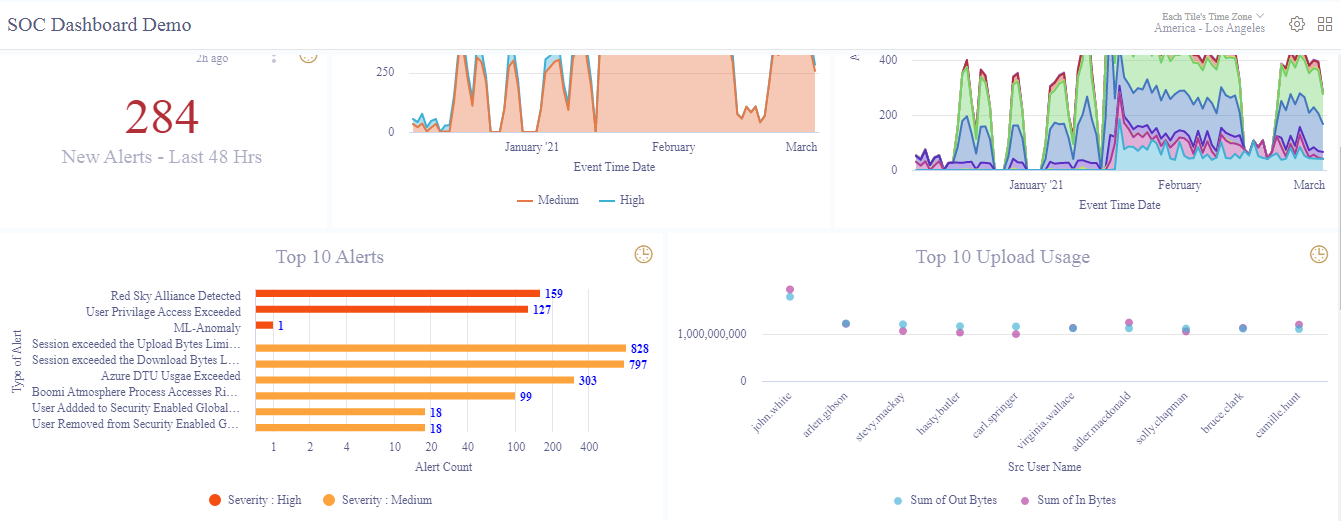 SOC Dashboard Demo
Each Tile's Time Zone
America - Los Angeles
2h ago
284
New Alerts - Last 48 Hrs
250
0
January '21 February March
Event Time Date
Medium High
400
200
0
January '21 February March
Event Time Date
Top 10 Alerts
Type of Alert
Red Sky Alliance Detected 159
User Privilage Access Exceeded 127
ML-Anomaly 1
Session exceeded the Upload Bytes Limi... 828
Session exceeded the Download Bytes L... 797
Azure DTU Usgae Exceeded 303
Boomi Atmosphere Process Accesses Ri... 99
User Addded to Security Enabled Global... 18
User Removed from Security Enabled G... 18
1 2 4 10 20 40 100 200 400
Alert Count
Severity : High Severity : Medium
Top 10 Upload Usage
1,000,000,000
0
john.white arlen.gibson stevy.mackay hasty.butler carl.springer virginia.wallace adler.macdonald solly.chapman bruce.clark camille.hunt
Src User Name
Sum of Out Bytes Sum of In Bytes